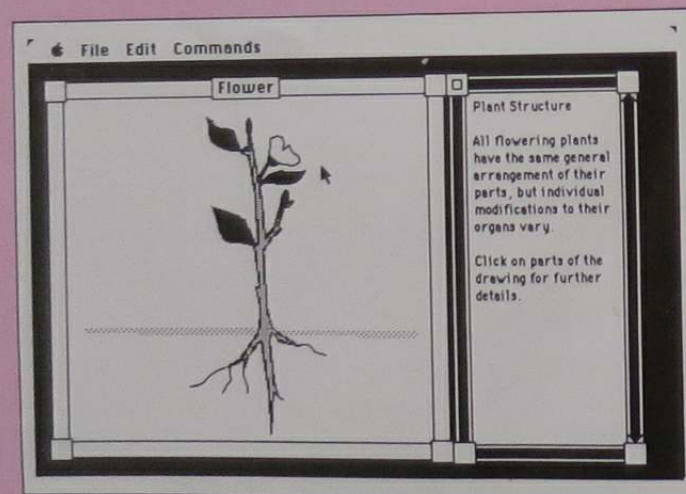 File Edit Commands
Flower
Plant Structure
All flowering plants
have the same general
arrangement of their
parts, but individual
modifications to their
organs vary.
Click on parts of the
drawing for further
details.